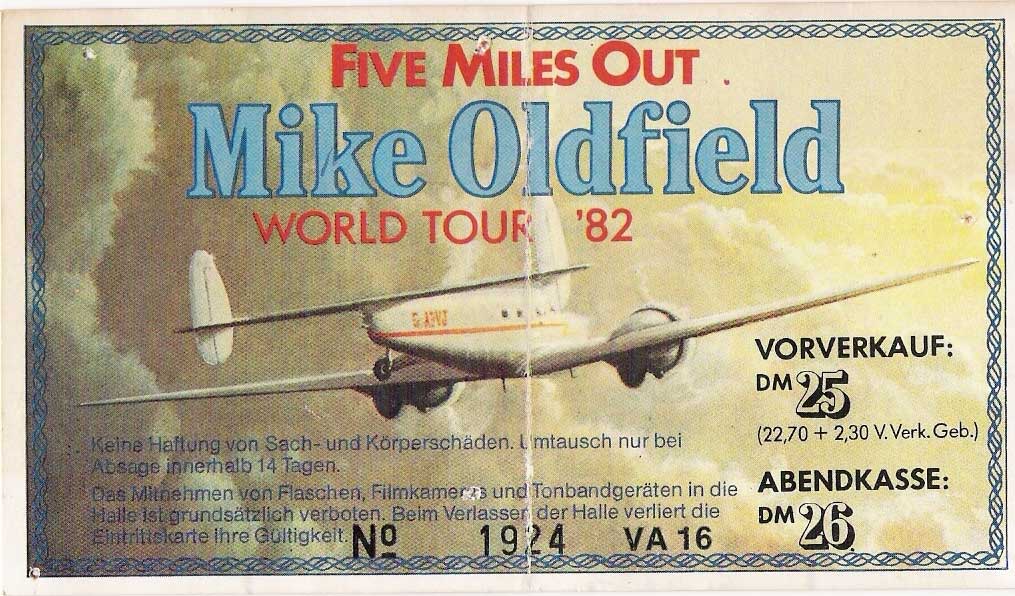 FIVE MILES OUT
Mike Oldfield
WORLD TOUR '82
VORVERKAUF:
DM 25
(22,70 + 2,30 V.Verk.Geb.)
ABENDKASSE:
DM 26
Keine Haftung von Sach- und Körperschäden. Umtausch nur bei
Absage innerhalb 14 Tagen.
Das Mitnehmen von Flaschen, Filmkameras und Tonbandgeräten in die
Halle ist grundsätzlich verboten. Beim Verlassen der Halle verliert die
Eintrittskarte ihre Gültigkeit.
No 1924 VA 16